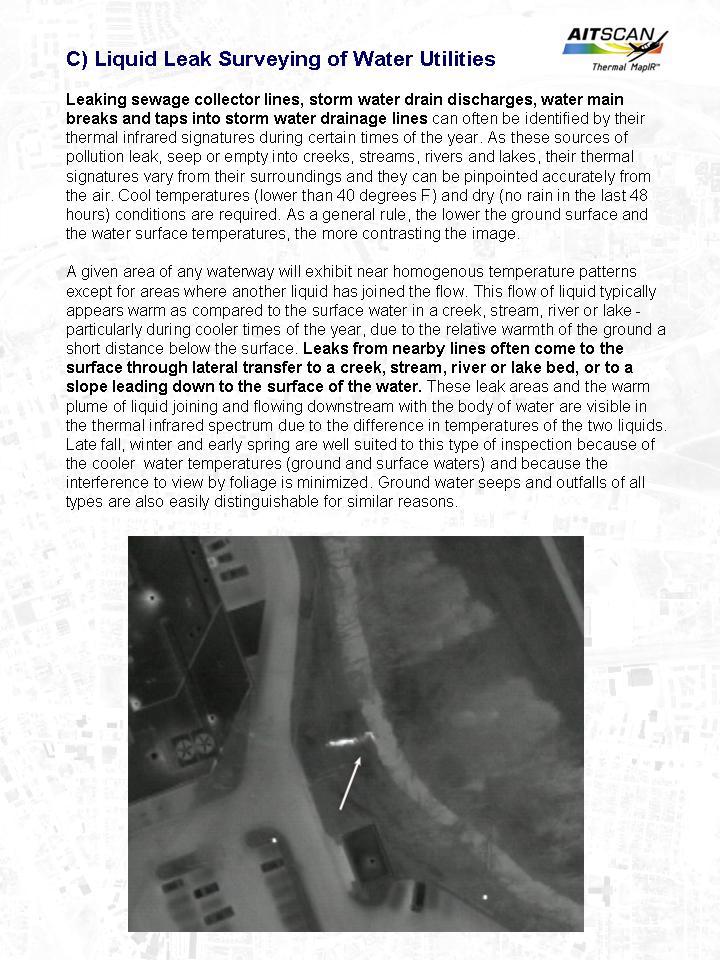 AITSCAN
Thermal MapIR™
C) Liquid Leak Surveying of Water Utilities
Leaking sewage collector lines, storm water drain discharges, water main
breaks and taps into storm water drainage lines can often be identified by their
thermal infrared signatures during certain times of the year. As these sources of
pollution leak, seep or empty into creeks, streams, rivers and lakes, their thermal
signatures vary from their surroundings and they can be pinpointed accurately from
the air. Cool temperatures (lower than 40 degrees F) and dry (no rain in the last 48
hours) conditions are required. As a general rule, the lower the ground surface and
the water surface temperatures, the more contrasting the image.
A given area of any waterway will exhibit near homogenous temperature patterns
except for areas where another liquid has joined the flow. This flow of liquid typically
appears warm as compared to the surface water in a creek, stream, river or lake -
particularly during cooler times of the year, due to the relative warmth of the ground a
short distance below the surface. Leaks from nearby lines often come to the
surface through lateral transfer to a creek, stream, river or lake bed, or to a
slope leading down to the surface of the water. These leak areas and the warm
plume of liquid joining and flowing downstream with the body of water are visible in
the thermal infrared spectrum due to the difference in temperatures of the two liquids.
Late fall, winter and early spring are well suited to this type of inspection because of
the cooler water temperatures (ground and surface waters) and because the
interference to view by foliage is minimized. Ground water seeps and outfalls of all
types are also easily distinguishable for similar reasons.